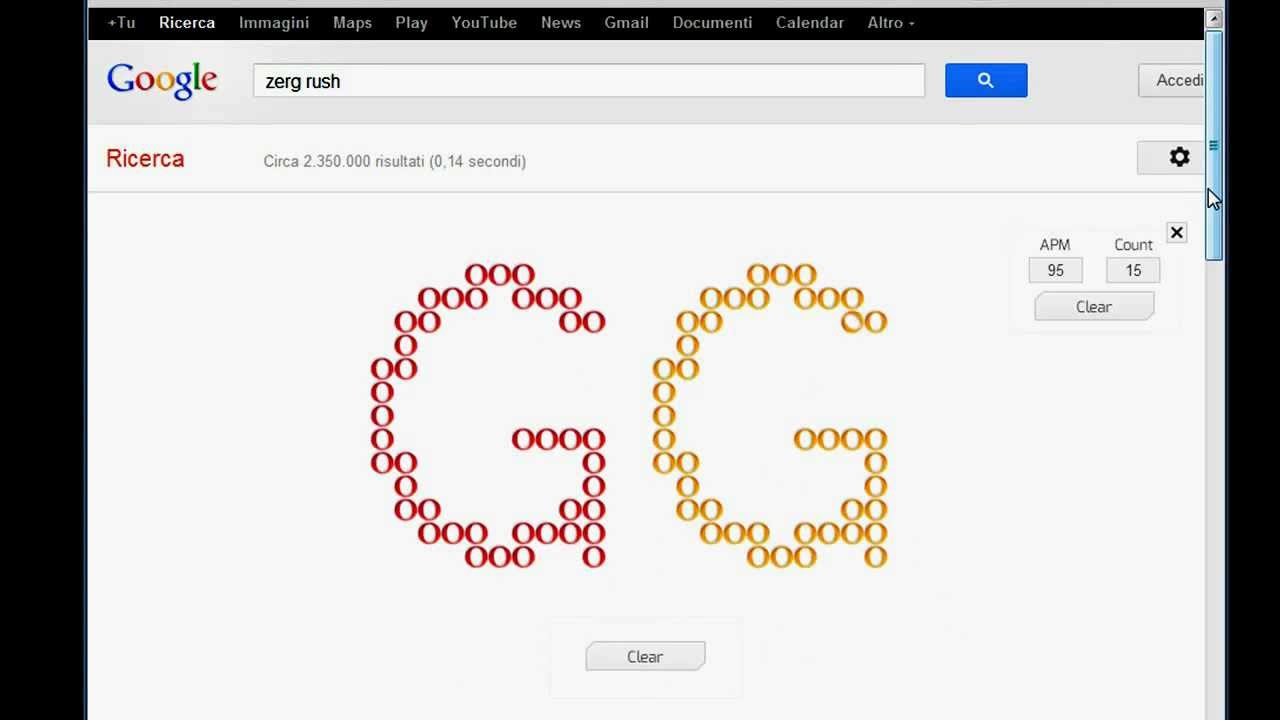 +Tu Ricerca Immagini Maps Play YouTube News Gmail Documenti Calendar Altro
Google zerg rush Accedi
Ricerca Circa 2.350.000 risultati (0,14 secondi)
APM Count
95 15
Clear
GG
Clear